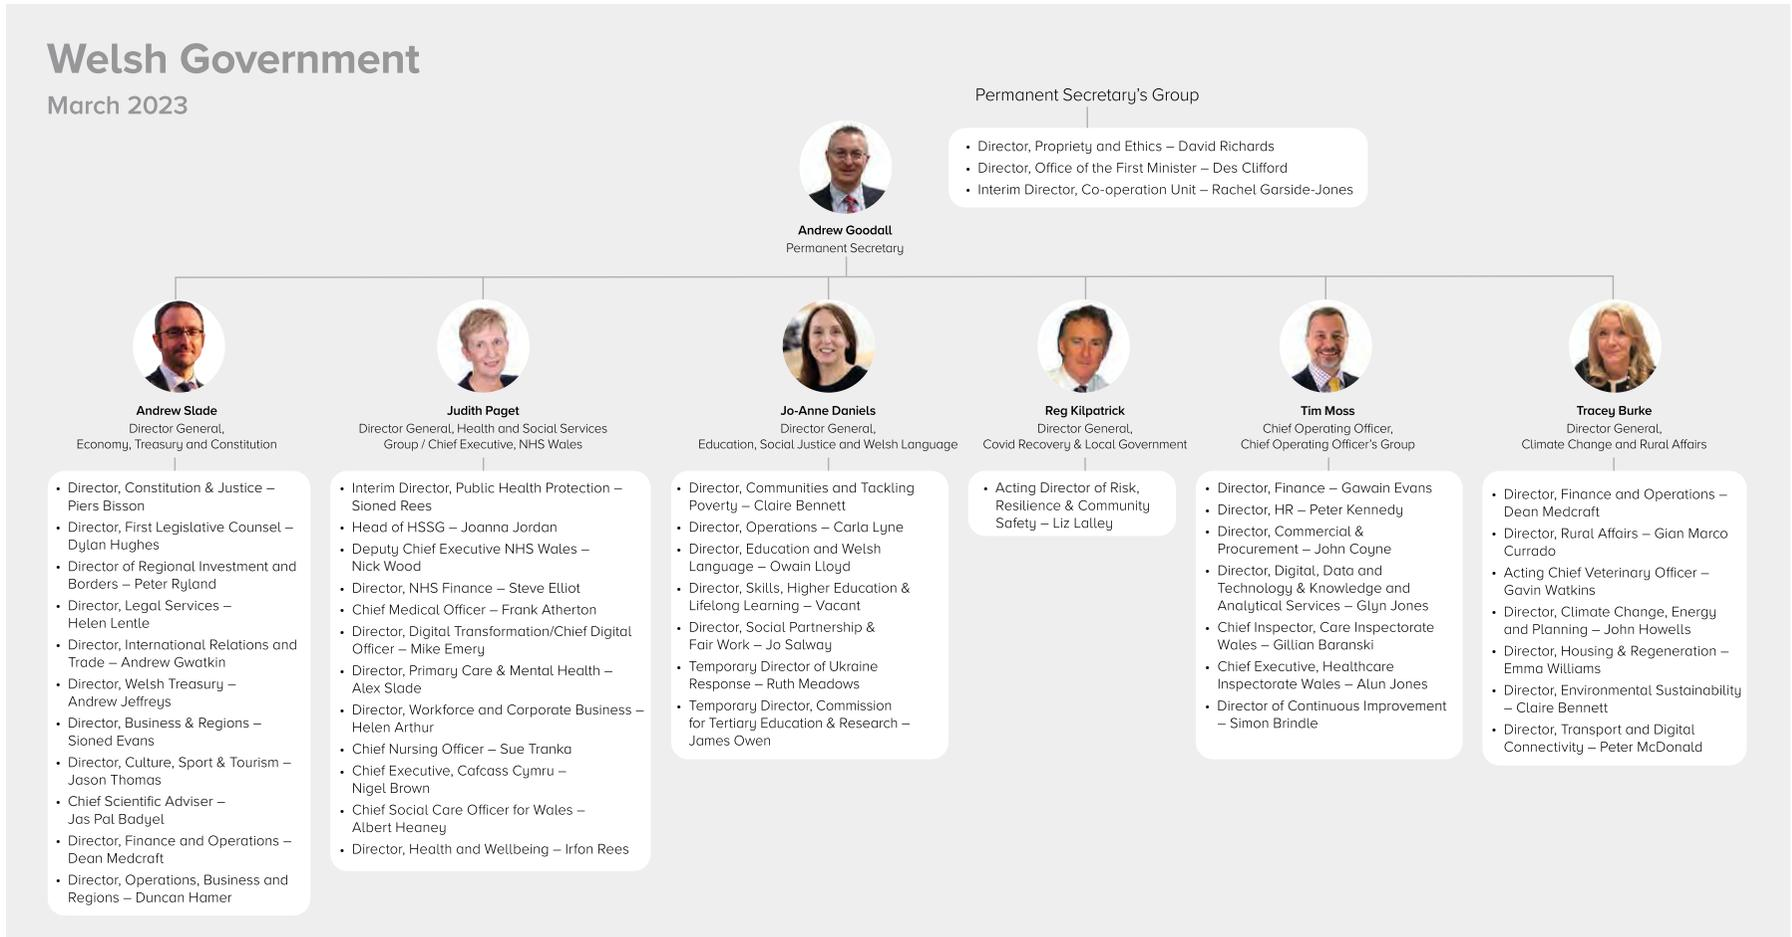 Welsh Government
March 2023
Permanent Secretary’s Group
• Director, Propriety and Ethics – David Richards
• Director, Office of the First Minister – Des Clifford
• Interim Director, Co-operation Unit – Rachel Garside-Jones
Andrew Goodall
Permanent Secretary
Andrew Slade
Director General,
Economy, Treasury and Constitution
• Director, Constitution & Justice –
Piers Bisson
• Director, First Legislative Counsel –
Dylan Hughes
• Director of Regional Investment and
Borders – Peter Ryland
• Director, Legal Services –
Helen Lentle
• Director, International Relations and
Trade – Andrew Gwatkin
• Director, Welsh Treasury –
Andrew Jeffreys
• Director, Business & Regions –
Sioned Evans
• Director, Culture, Sport & Tourism –
Jason Thomas
• Chief Scientific Adviser –
Jas Pal Badyel
• Director, Finance and Operations –
Dean Medcraft
• Director, Operations, Business and
Regions – Duncan Hamer
Judith Paget
Director General, Health and Social Services
Group / Chief Executive, NHS Wales
• Interim Director, Public Health Protection –
Sioned Rees
• Head of HSSG – Joanna Jordan
• Deputy Chief Executive NHS Wales –
Nick Wood
• Director, NHS Finance – Steve Elliot
• Chief Medical Officer – Frank Atherton
• Director, Digital Transformation/Chief Digital
Officer – Mike Emery
• Director, Primary Care & Mental Health –
Alex Slade
• Director, Workforce and Corporate Business –
Helen Arthur
• Chief Nursing Officer – Sue Tranka
• Chief Executive, Cafcass Cymru –
Nigel Brown
• Chief Social Care Officer for Wales –
Albert Heaney
• Director, Health and Wellbeing – Irfon Rees
Jo-Anne Daniels
Director General,
Education, Social Justice and Welsh Language
• Director, Communities and Tackling
Poverty – Claire Bennett
• Director, Operations – Carla Lyne
• Director, Education and Welsh
Language – Owain Lloyd
• Director, Skills, Higher Education &
Lifelong Learning – Vacant
• Director, Social Partnership &
Fair Work – Jo Salway
• Temporary Director of Ukraine
Response – Ruth Meadows
• Temporary Director, Commission
for Tertiary Education & Research –
James Owen
Reg Kilpatrick
Director General,
Covid Recovery & Local Government
• Acting Director of Risk,
Resilience & Community
Safety – Liz Lalley
Tim Moss
Chief Operating Officer,
Chief Operating Officer’s Group
• Director, Finance – Gawain Evans
• Director, HR – Peter Kennedy
• Director, Commercial &
Procurement – John Coyne
• Director, Digital, Data and
Technology & Knowledge and
Analytical Services – Glyn Jones
• Chief Inspector, Care Inspectorate
Wales – Gillian Baranski
• Chief Executive, Healthcare
Inspectorate Wales – Alun Jones
• Director of Continuous Improvement
– Simon Brindle
Tracey Burke
Director General,
Climate Change and Rural Affairs
• Director, Finance and Operations –
Dean Medcraft
• Director, Rural Affairs – Gian Marco
Currado
• Acting Chief Veterinary Officer –
Gavin Watkins
• Director, Climate Change, Energy
and Planning – John Howells
• Director, Housing & Regeneration –
Emma Williams
• Director, Environmental Sustainability
– Claire Bennett
• Director, Transport and Digital
Connectivity – Peter McDonald